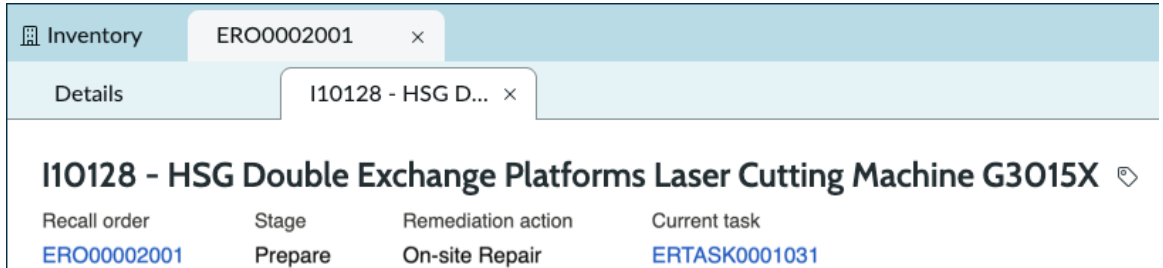 Inventory ERO0002001 ×
Details I10128 - HSG D... ×
I10128 - HSG Double Exchange Platforms Laser Cutting Machine G3015X
Recall order Stage Remediation action Current task
ERO00002001 Prepare On-site Repair ERTASK0001031